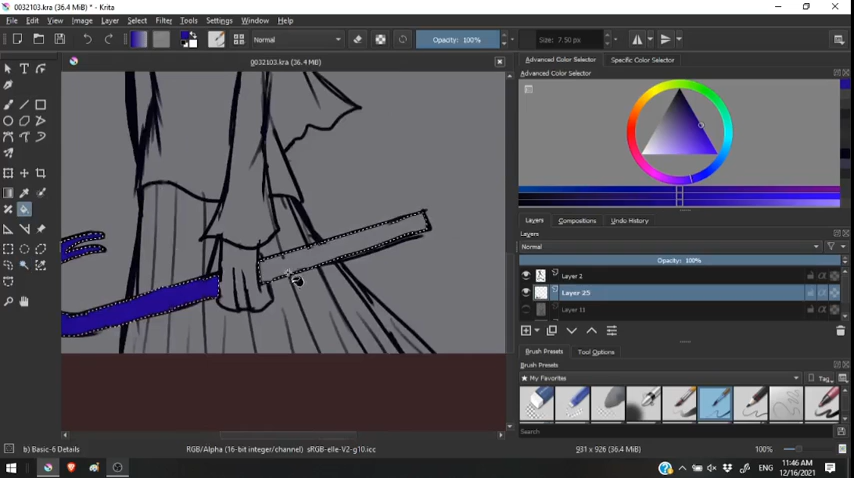 0032103.kra (36.4 MiB) * - Krita
File Edit View Image Layer Select Filter Tools Settings Window Help
Normal Opacity: 100% Size: 7.50 px
0032103.kra (36.4 MiB)
Advanced Color Selector Specific Color Selector
Advanced Color Selector
Layers Compositions Undo History
Layers
Normal
Opacity: 100%
Layer 2
Layer 25
Layer 11
Brush Presets Tool Options
Brush Presets
★ My Favorites Tag
Search
b) Basic-6 Details RGB/Alpha (16-bit integer/channel) sRGB-elle-V2-g10.icc 931 x 926 (36.4 MiB) 100%
ENG 11:46 AM
12/16/2021